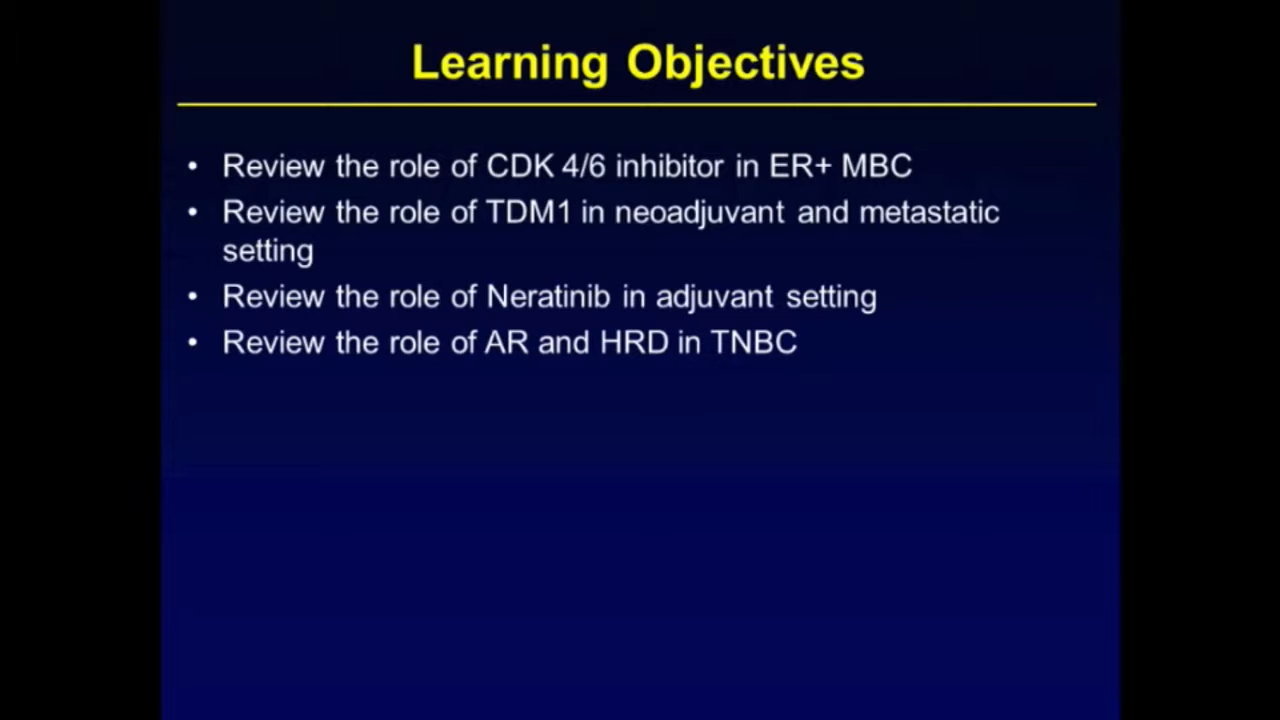 Learning Objectives
• Review the role of CDK 4/6 inhibitor in ER+ MBC
• Review the role of TDM1 in neoadjuvant and metastatic
setting
• Review the role of Neratinib in adjuvant setting
• Review the role of AR and HRD in TNBC